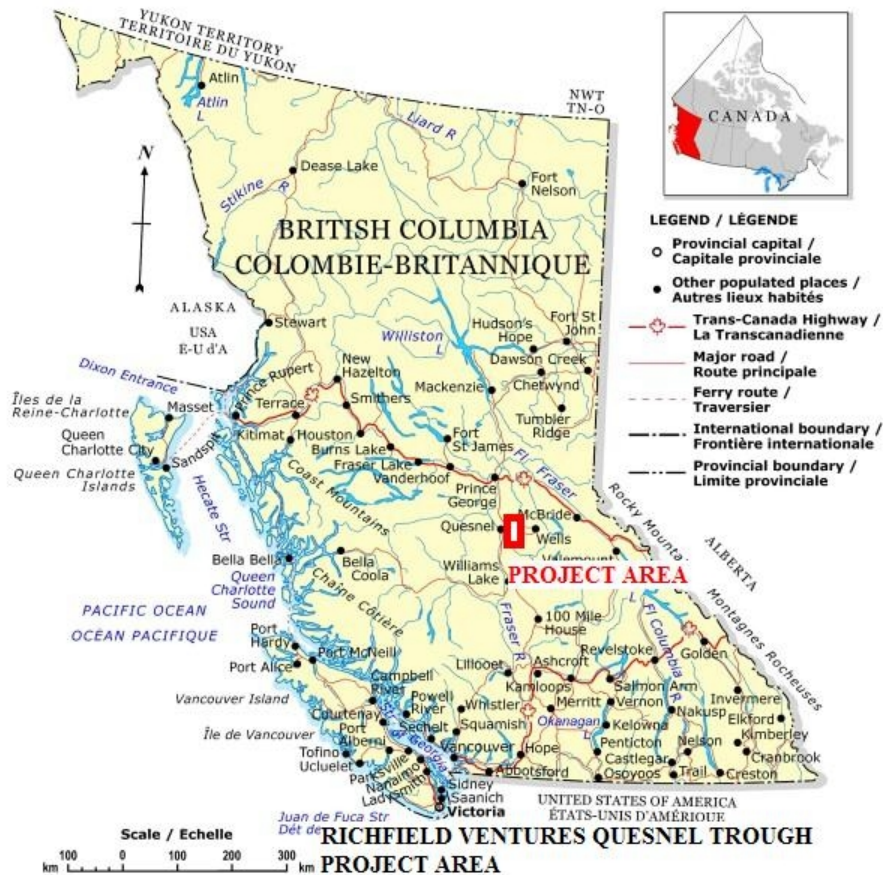 YUKON TERRITORY
TERRITOIRE DU YUKON
Atlin
Atlin
L
NWT
TN-O
Liard R
N
Dease Lake
Fort
Nelson
Stikine
R
BRITISH COLUMBIA
COLOMBIE-BRITANNIQUE
ALASKA
USA
É-U d'A
Stewart
Williston
L
Hudson's
Hope
Fort St
John
Dawson Creek
Chetwynd
Mackenzie
Tumbler
Ridge
Dixon Entrance
Prince Rupert
New
Hazelton
Terrace
Smithers
Îles de la
Reine-Charlotte
Masset
Queen
Charlotte City
Sandspit
Queen Charlotte
Islands
Kitimat
Houston
Burns Lake
Fraser Lake
Vanderhoof
Fort
St James
Prince
George
Fl Fraser
Hecate Str
Coast Mountains
Quesnel
McBride
Wells
Valemount
Rocky Mounta
ALBERTA
PROJECT AREA
Bella Bella
Bella
Coola
Williams
Lake
Queen
Charlotte
Sound
Chaîne Côtière
PACIFIC OCEAN
OCÉAN PACIFIQUE
Fraser R
100 Mile
House
L
Fl Columbia R
Montagnes Rocheuses
Port
Hardy
Port McNeill
Port Alice
Lillooet
Ashcroft
Revelstoke
Golden
Kamloops
Salmon Arm
Vancouver Island
Campbell
River
Powell
River
Whistler
Merritt
Vernon
Nakusp
Invermere
Elkford
Kimberley
Cranbrook
Île de Vancouver
Courtenay
Port
Alberni
Sechelt
Squamish
Okanagan
L
Kelowna
Penticton
Nelson
Castlegar
Tofino
Ucluelet
Str of Georgia
Vancouver
Hope
Osoyoos
Trail
Creston
Parksville
Nanaimo
Ladysmith
Abbotsford
Sidney
Saanich
Victoria
UNITED STATES OF AMERICA
ÉTATS-UNIS D'AMÉRIQUE
Juan de Fuca Str
Dét de
RICHFIELD VENTURES QUESNEL TROUGH
PROJECT AREA
Scale / Echelle
km
100
0
100
200
300
km
CANADA
LEGEND / LÉGENDE
Provincial capital /
Capitale provinciale
Other populated places /
Autres lieux habités
Trans-Canada Highway /
La Transcanadienne
Major road /
Route principale
Ferry route /
Traversier
International boundary /
Frontière internationale
Provincial boundary /
Limite provinciale